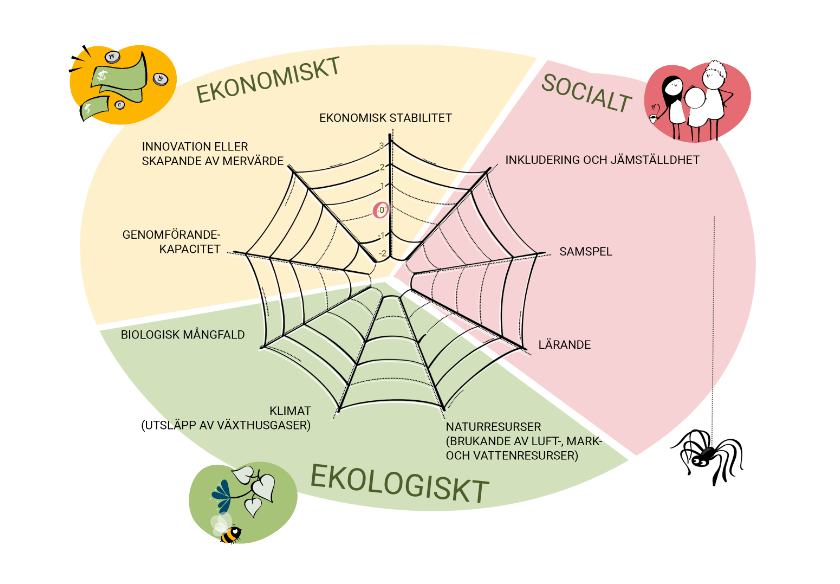 EKONOMISKT
SOCIALT
EKONOMISK STABILITET
INNOVATION ELLER
SKAPANDE AV MERVÄRDE
INKLUDERING OCH JÄMSTÄLLDHET
3
2
1
0
-1
-2
GENOMFÖRANDE-
KAPACITET
SAMSPEL
BIOLOGISK MÅNGFALD
LÄRANDE
KLIMAT
(UTSLÄPP AV VÄXTHUSGASER)
NATURRESURSER
(BRUKANDE AV LUFT-, MARK-
OCH VATTENRESURSER)
EKOLOGISKT